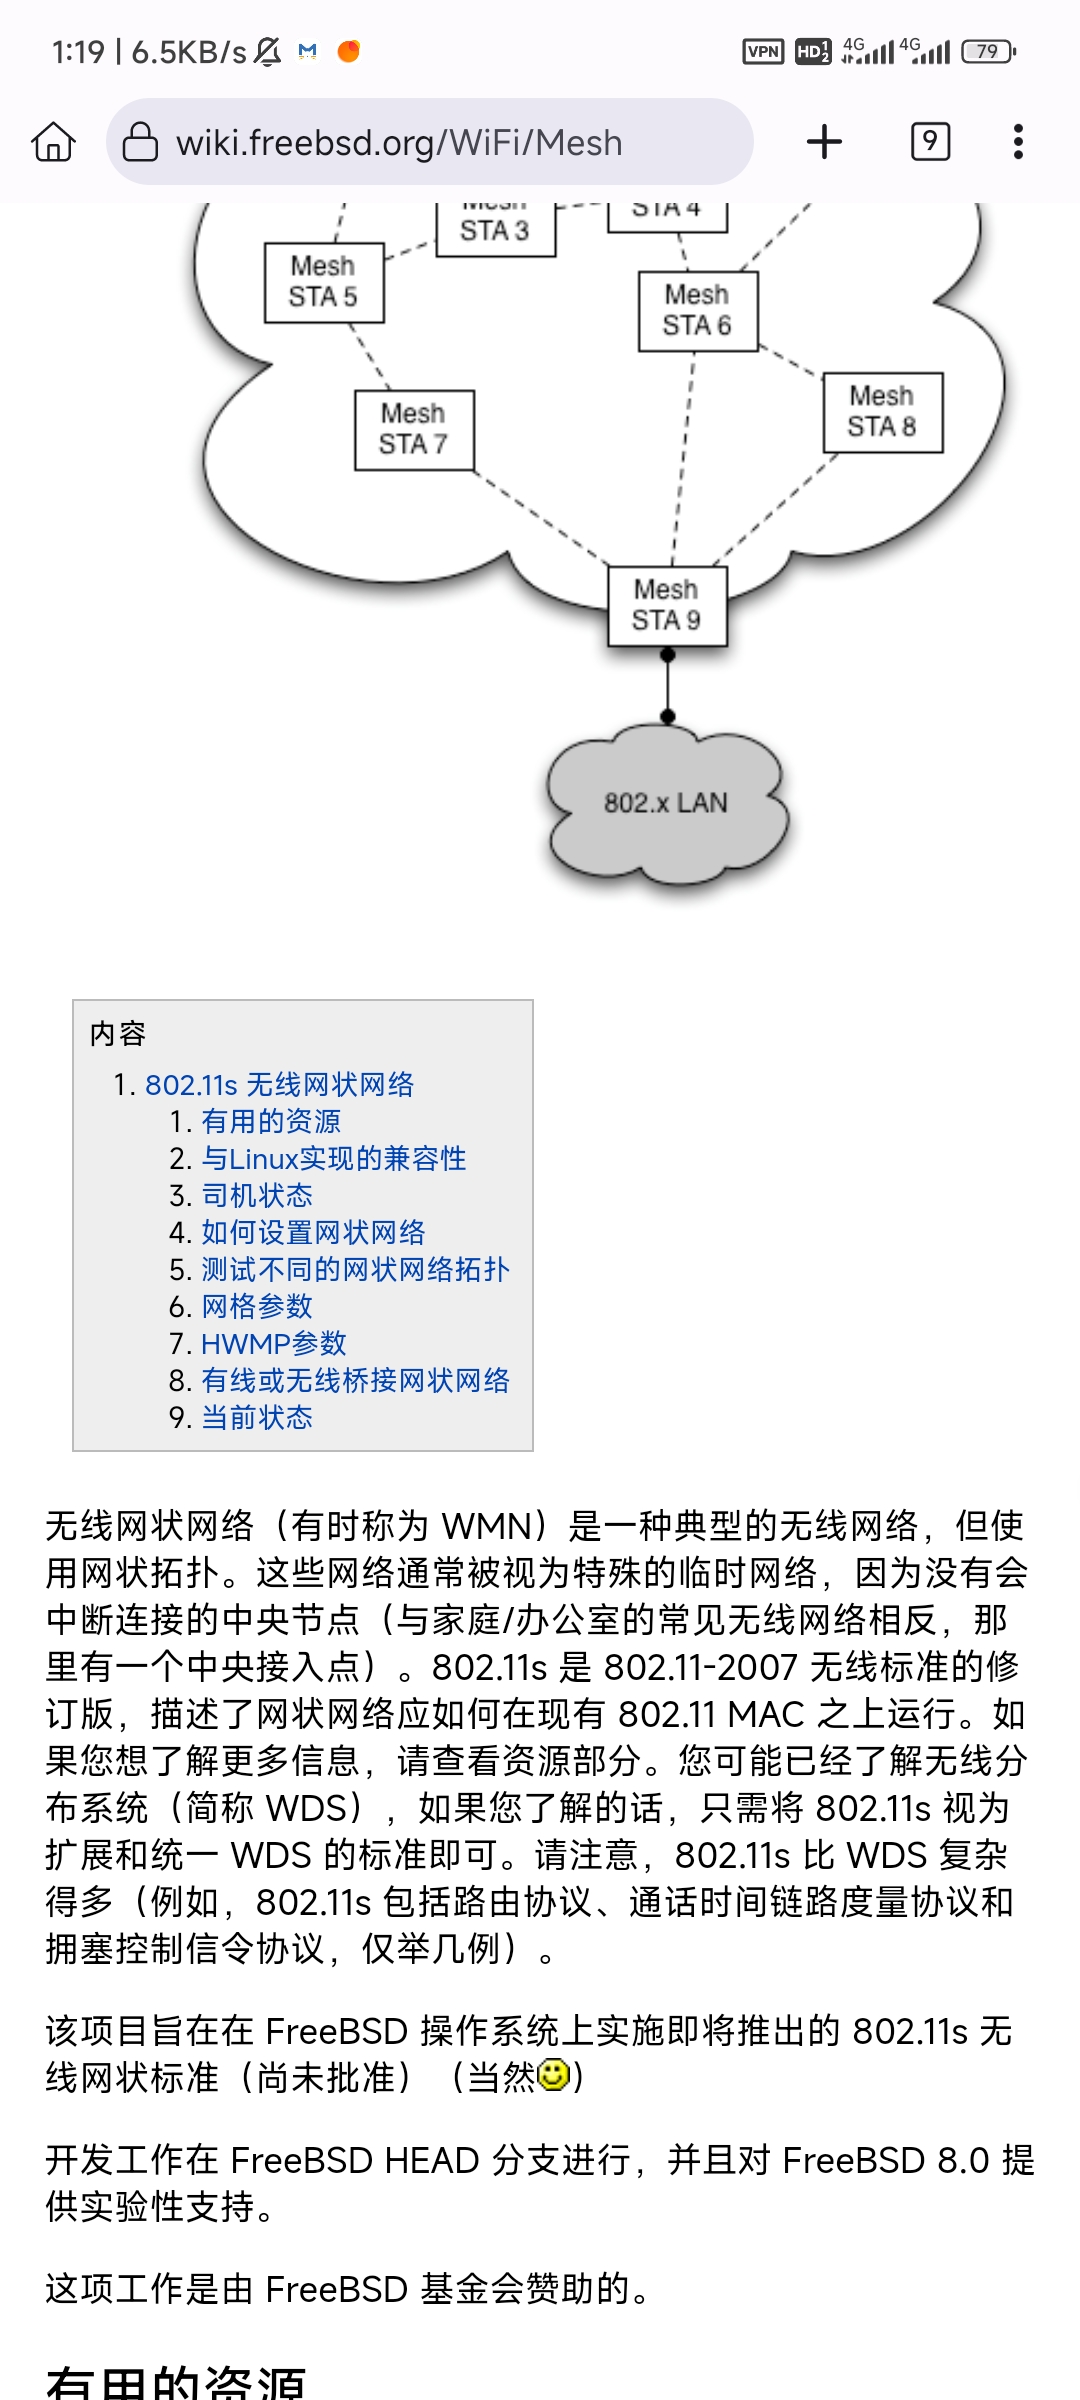 1:19 | 6.5KB/s
VPN HD 1 2 4G 4G 79
wiki.freebsd.org/WiFi/Mesh
9
Mesh
STA 3
STA 4
Mesh
STA 5
Mesh
STA 6
Mesh
STA 7
Mesh
STA 8
Mesh
STA 9
802.x LAN
内容
1. 802.11s 无线网状网络
1. 有用的资源
2. 与Linux实现的兼容性
3. 司机状态
4. 如何设置网状网络
5. 测试不同的网状网络拓扑
6. 网格参数
7. HWMP参数
8. 有线或无线桥接网状网络
9. 当前状态
无线网状网络（有时称为 WMN）是一种典型的无线网络，但使
用网状拓扑。这些网络通常被视为特殊的临时网络，因为没有会
中断连接的中央节点（与家庭/办公室的常见无线网络相反，那
里有一个中央接入点）。802.11s 是 802.11-2007 无线标准的修
订版，描述了网状网络应如何在现有 802.11 MAC 之上运行。如
果您想了解更多信息，请查看资源部分。您可能已经了解无线分
布系统（简称 WDS），如果您了解的话，只需将 802.11s 视为
扩展和统一 WDS 的标准即可。请注意，802.11s 比 WDS 复杂
得多（例如，802.11s 包括路由协议、通话时间链路度量协议和
拥塞控制信令协议，仅举几例）。
该项目旨在在 FreeBSD 操作系统上实施即将推出的 802.11s 无
线网状标准（尚未批准）（当然）
开发工作在 FreeBSD HEAD 分支进行，并且对 FreeBSD 8.0 提
供实验性支持。
这项工作是由 FreeBSD 基金会赞助的。
有用的资源